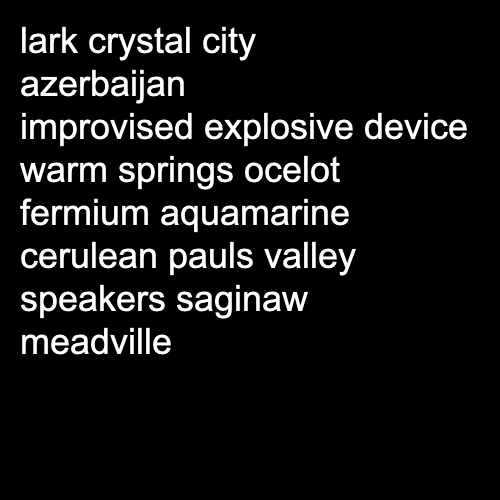 lark crystal city
azerbaijan
improvised explosive device
warm springs ocelot
fermium aquamarine
cerulean pauls valley
speakers saginaw
meadville